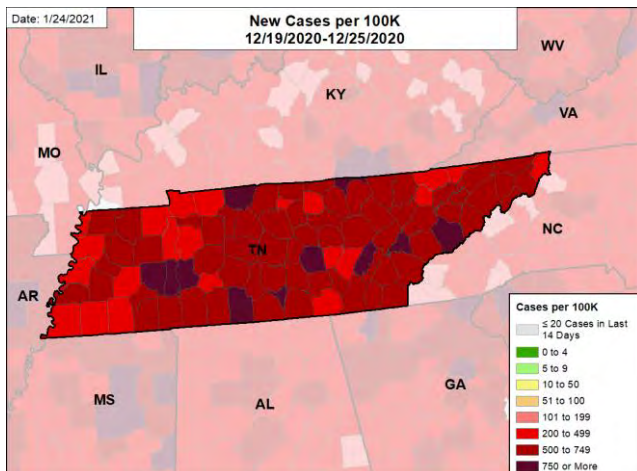 Date: 1/24/2021
New Cases per 100K
12/19/2020-12/25/2020
WV
IL
KY
VA
MO
TN
NC
AR
MS
AL
GA
Cases per 100K
≤ 20 Cases in Last
14 Days
0 to 4
5 to 9
10 to 50
51 to 100
101 to 199
200 to 499
500 to 749
750 or More